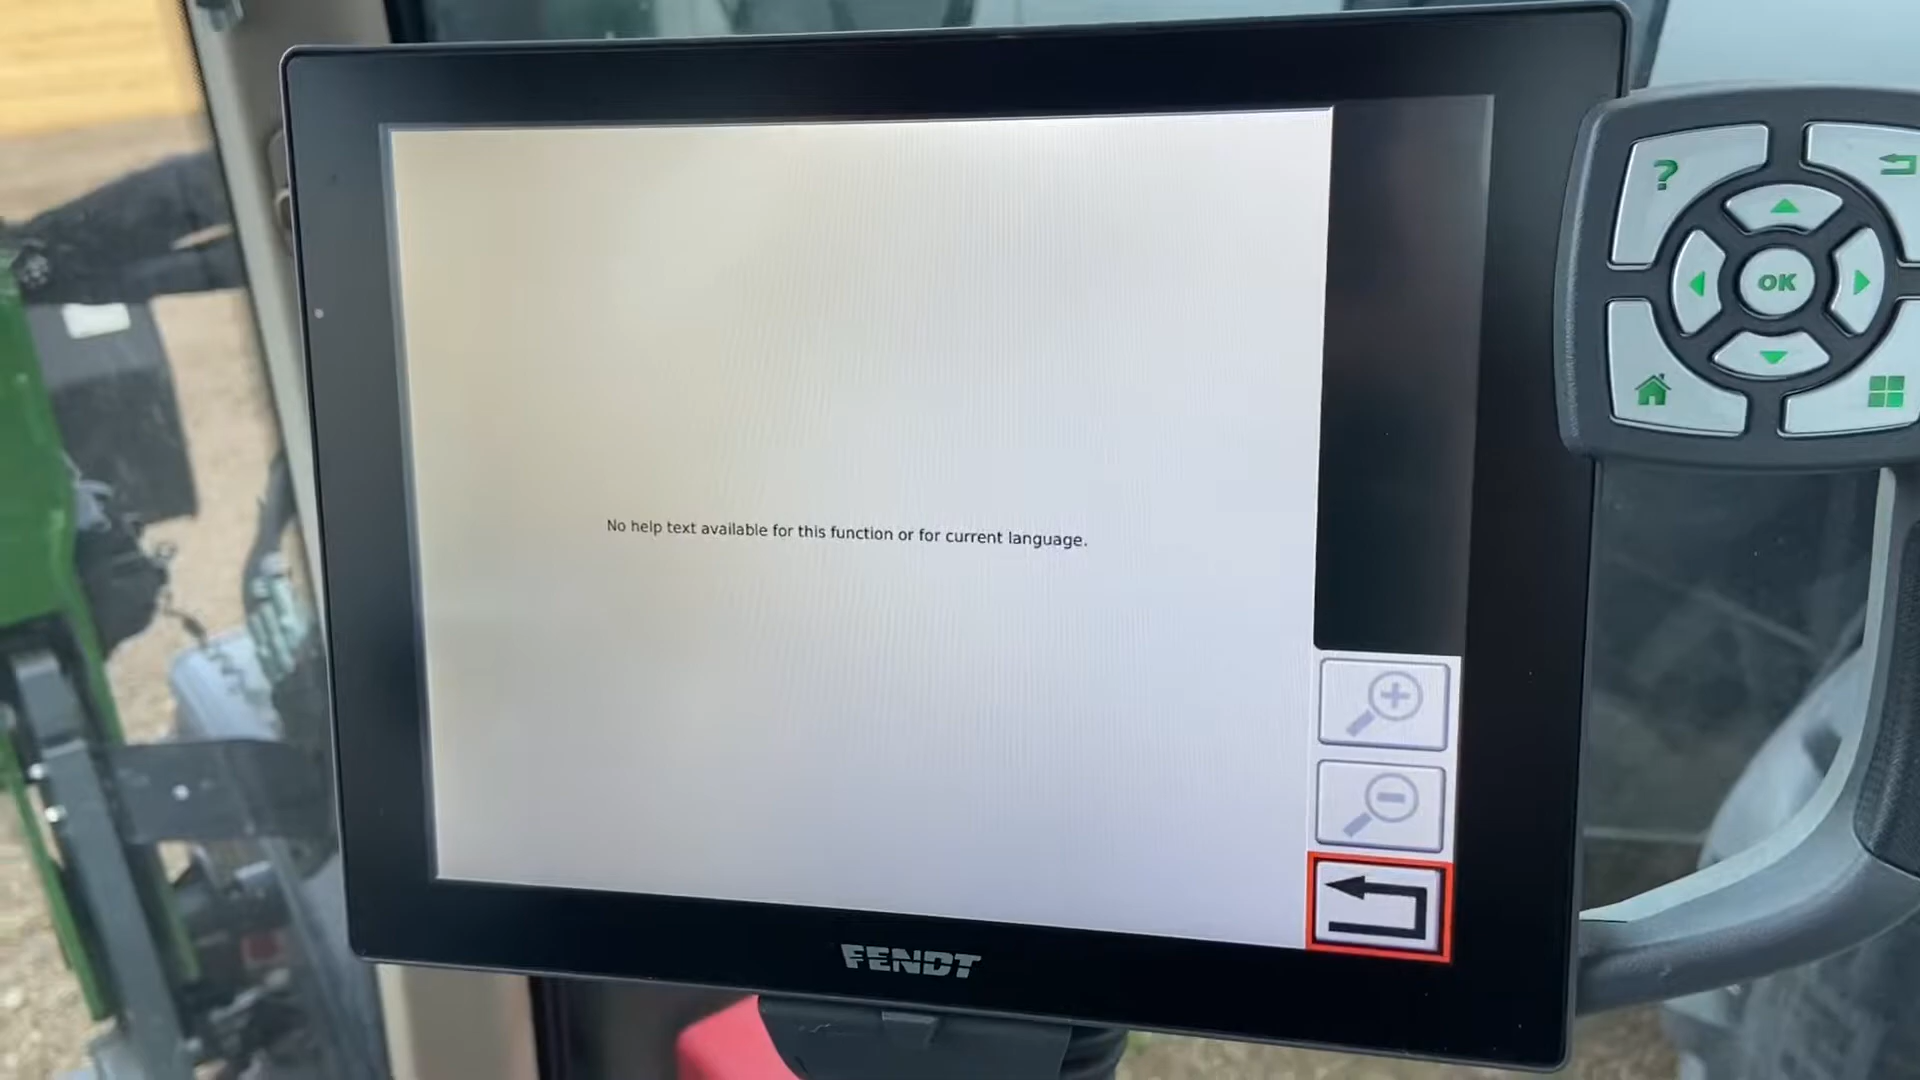 ?
OK
No help text available for this function or for current language.
FENDT